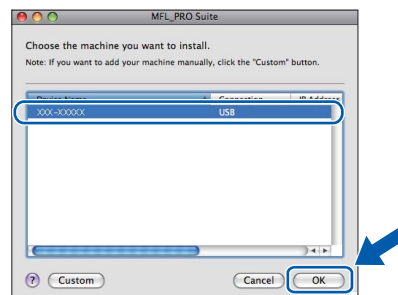 MFL_PRO Suite
Choose the machine you want to install.
Note: If you want to add your machine manually, click the "Custom" button.
Device Name Connection IP Address
XXX-XXXXX USB
? Custom Cancel OK